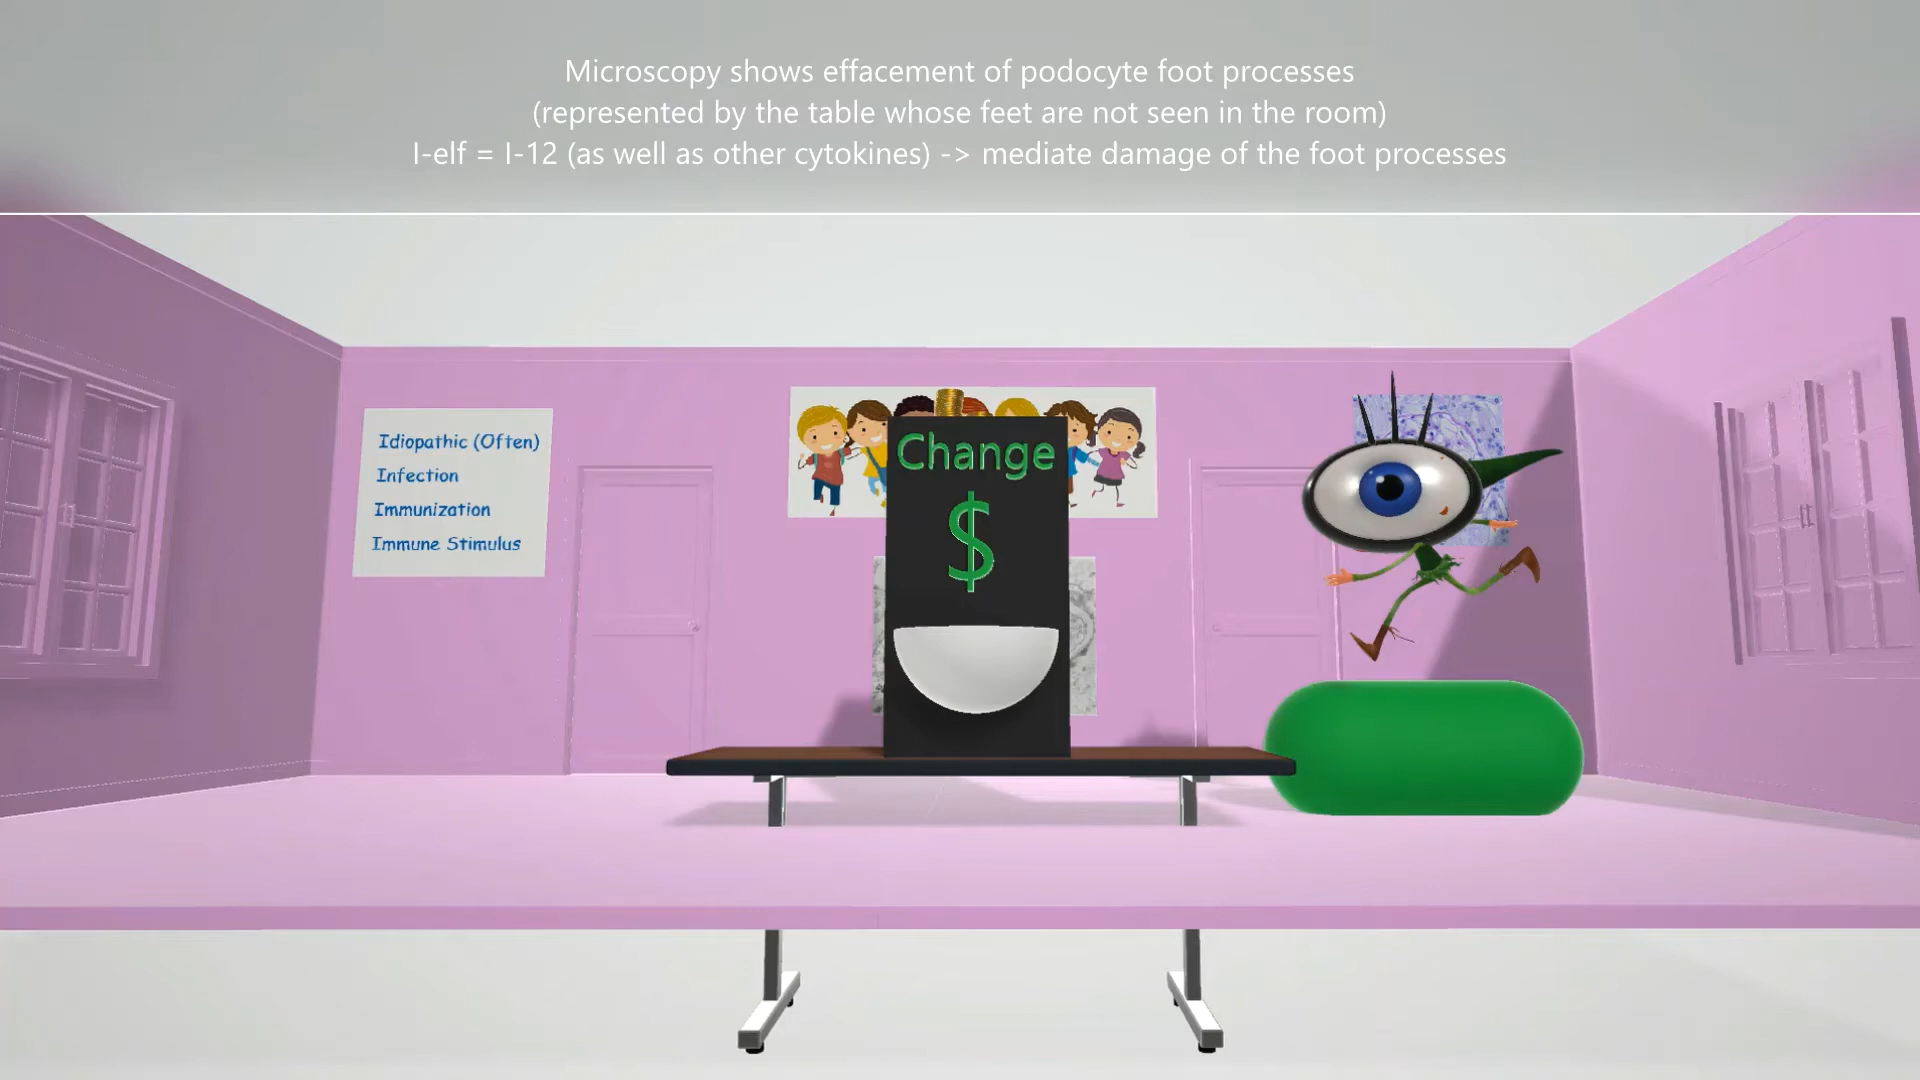 Microscopy shows effacement of podocyte foot processes
(represented by the table whose feet are not seen in the room)
I-elf = I-12 (as well as other cytokines) -> mediate damage of the foot processes
Idiopathic (Often)
Infection
Immunization
Immune Stimulus
Change
$